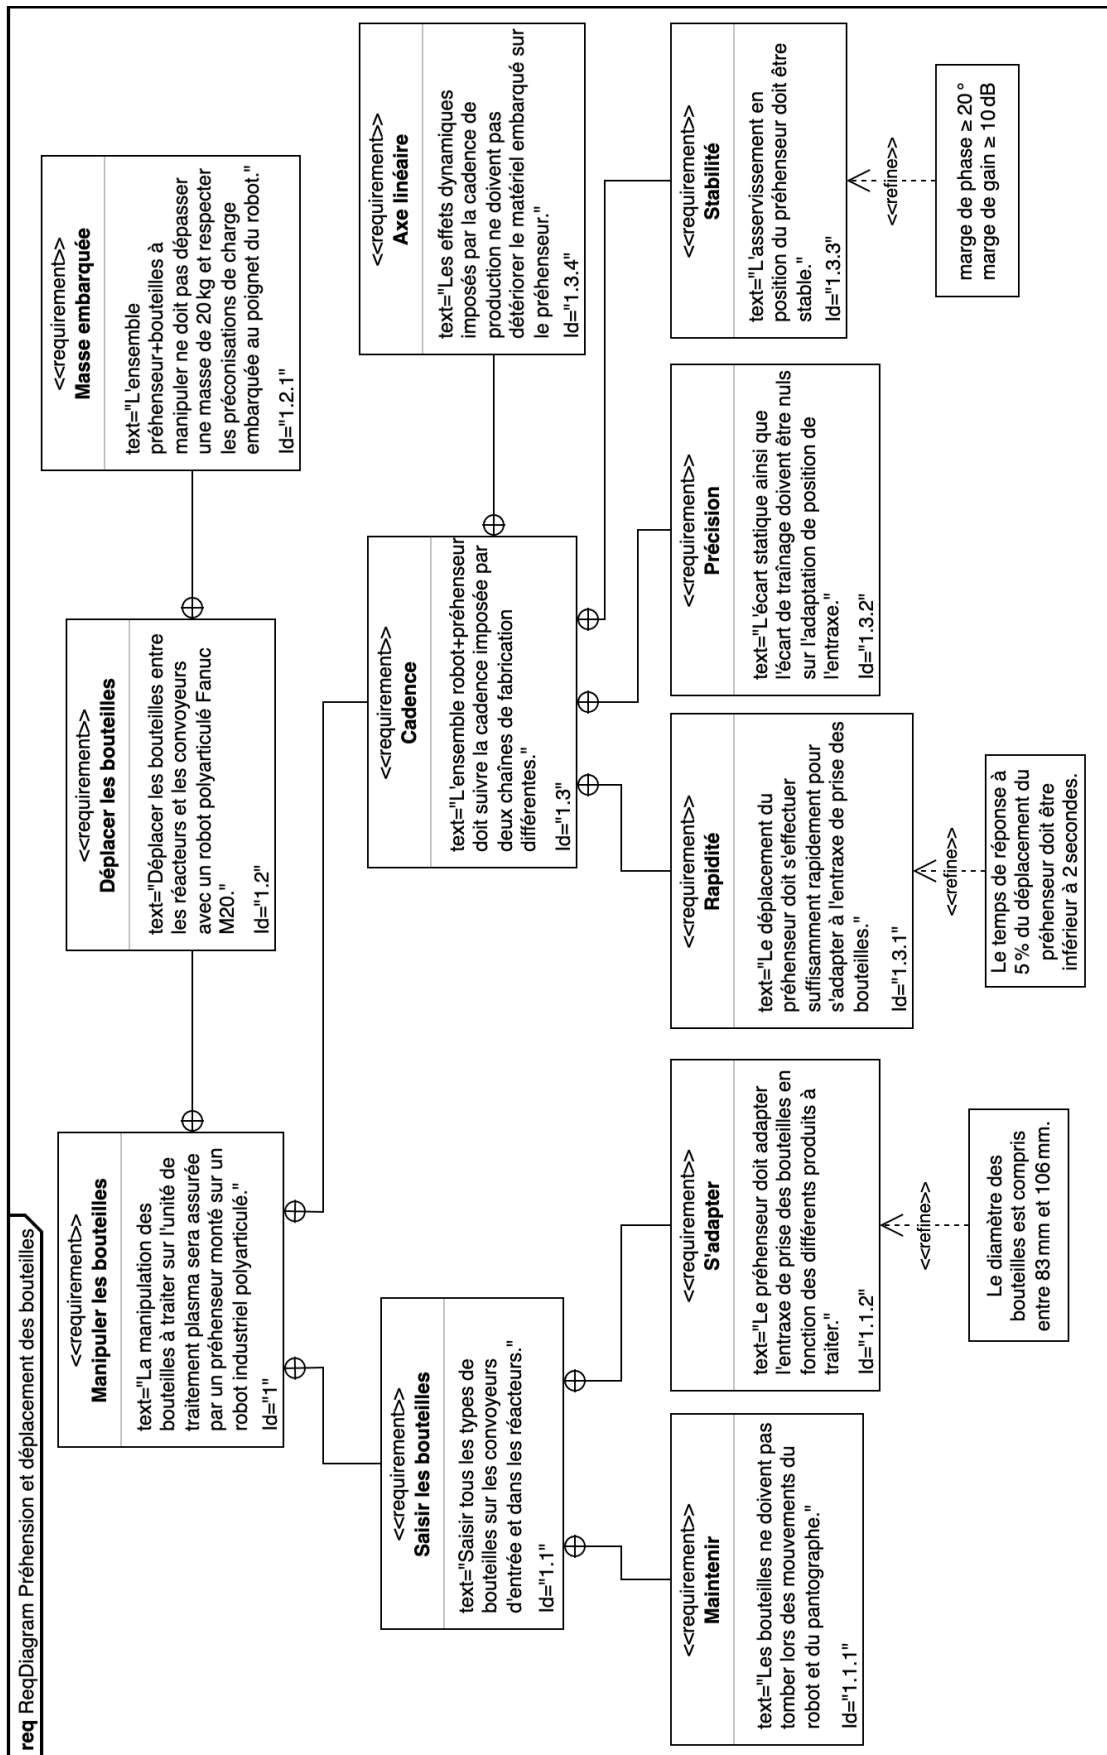 req ReqDiagram Préhension et déplacement des bouteilles
<<requirement>>
Manipuler les bouteilles
text="La manipulation des
bouteilles à traiter sur l'unité de
traitement plasma sera assurée
par un préhenseur monté sur un
robot industriel polyarticulé."
Id="1"
<<requirement>>
Déplacer les bouteilles
text="Déplacer les bouteilles entre
les réacteurs et les convoyeurs
avec un robot polyarticulé Fanuc
M20."
Id="1.2"
<<requirement>>
Masse embarquée
text="L'ensemble
préhenseur+bouteilles à
manipuler ne doit pas dépasser
une masse de 20 kg et respecter
les préconisations de charge
embarquée au poignet du robot."
Id="1.2.1"
<<requirement>>
Saisir les bouteilles
text="Saisir tous les types de
bouteilles sur les convoyeurs
d'entrée et dans les réacteurs."
Id="1.1"
<<requirement>>
Cadence
text="L'ensemble robot+préhenseur
doit suivre la cadence imposée par
deux chaînes de fabrication
différentes."
Id="1.3"
<<requirement>>
Axe linéaire
text="Les effets dynamiques
imposés par la cadence de
production ne doivent pas
détériorer le matériel embarqué sur
le préhenseur."
Id="1.3.4"
<<requirement>>
Maintenir
text="Les bouteilles ne doivent pas
tomber lors des mouvements du
robot et du pantographe."
Id="1.1.1"
<<requirement>>
S'adapter
text="Le préhenseur doit adapter
l'entraxe de prise des bouteilles en
fonction des différents produits à
traiter."
Id="1.1.2"
<<requirement>>
Rapidité
text="Le déplacement du
préhenseur doit s'effectuer
suffisamment rapidement pour
s'adapter à l'entraxe de prise des
bouteilles."
Id="1.3.1"
<<requirement>>
Précision
text="L'écart statique ainsi que
l'écart de traînage doivent être nuls
sur l'adaptation de position de
l'entraxe."
Id="1.3.2"
<<requirement>>
Stabilité
text="L'asservissement en
position du préhenseur doit être
stable."
Id="1.3.3"
<<refine>>
Le diamètre des
bouteilles est compris
entre 83 mm et 106 mm.
<<refine>>
Le temps de réponse à
5 % du déplacement du
préhenseur doit être
inférieur à 2 secondes.
<<refine>>
marge de phase ≥ 20 °
marge de gain ≥ 10 dB